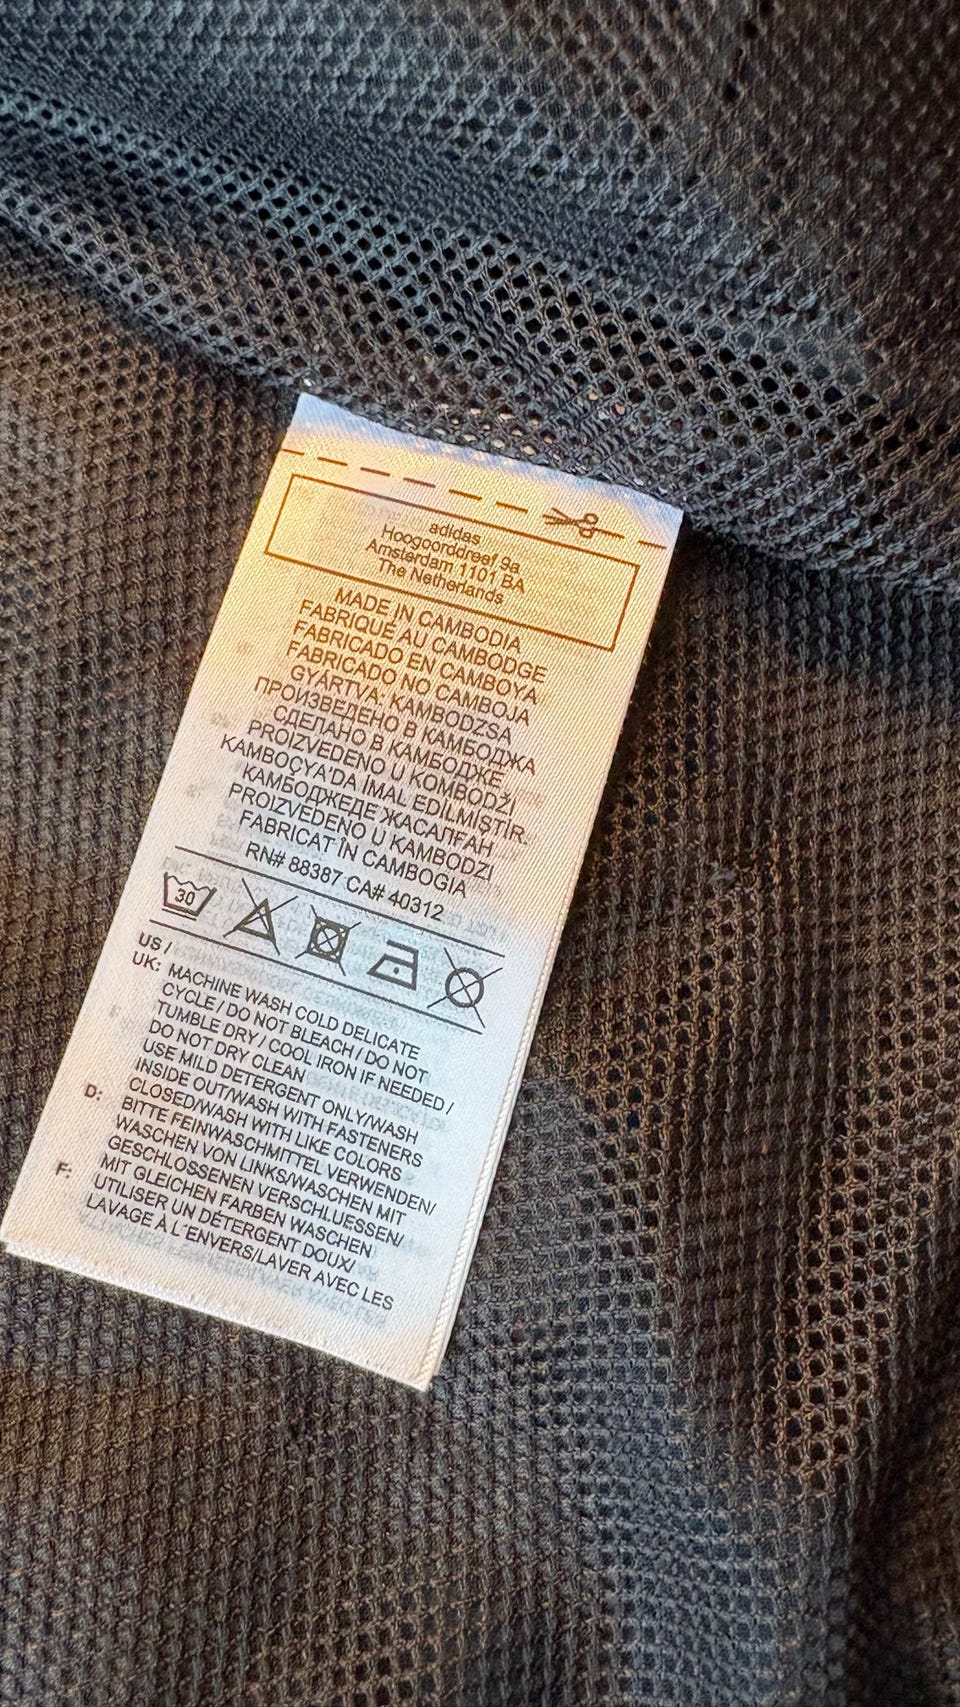 adidas
Hoogoorddreef 9a
Amsterdam 1101 BA
The Netherlands
MADE IN CAMBODIA
FABRIQUÉ AU CAMBODGE
FABRICADO EN CAMBOYA
FABRICADO NO CAMBOJA
GYÁRTVA: KAMBODZSA
ПРОИЗВЕДЕНО В КАМБОДЖА
СДЕЛАНО В КАМБОДЖЕ
PROIZVEDENO U KOMBODŽI
KAMBOÇYA'DA İMAL EDİLMİŞTİR.
КАМБОДЖЕДЕ ЖАСАЛҒАН
PROIZVEDENO U KAMBODZI
FABRICAT ÎN CAMBOGIA
RN# 88387 CA# 40312
30
US /
UK: MACHINE WASH COLD DELICATE
CYCLE / DO NOT BLEACH / DO NOT
TUMBLE DRY / COOL IRON IF NEEDED /
DO NOT DRY CLEAN
USE MILD DETERGENT ONLY/WASH
INSIDE OUT/WASH WITH FASTENERS
CLOSED/WASH WITH LIKE COLORS
D: BITTE FEINWASCHMITTEL VERWENDEN/
WASCHEN VON LINKS/WASCHEN MIT
GESCHLOSSENEN VERSCHLUESSEN/
MIT GLEICHEN FARBEN WASCHEN
F: UTILISER UN DÉTERGENT DOUX/
LAVAGE À L'ENVERS/LAVER AVEC LES